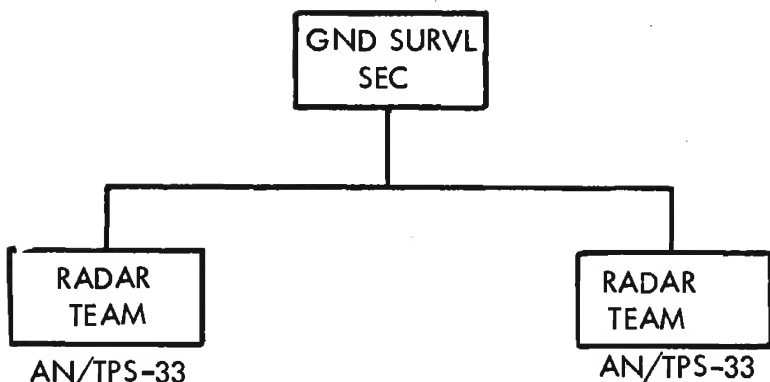 GND SURVL
SEC
RADAR
TEAM
AN/TPS-33
RADAR
TEAM
AN/TPS-33